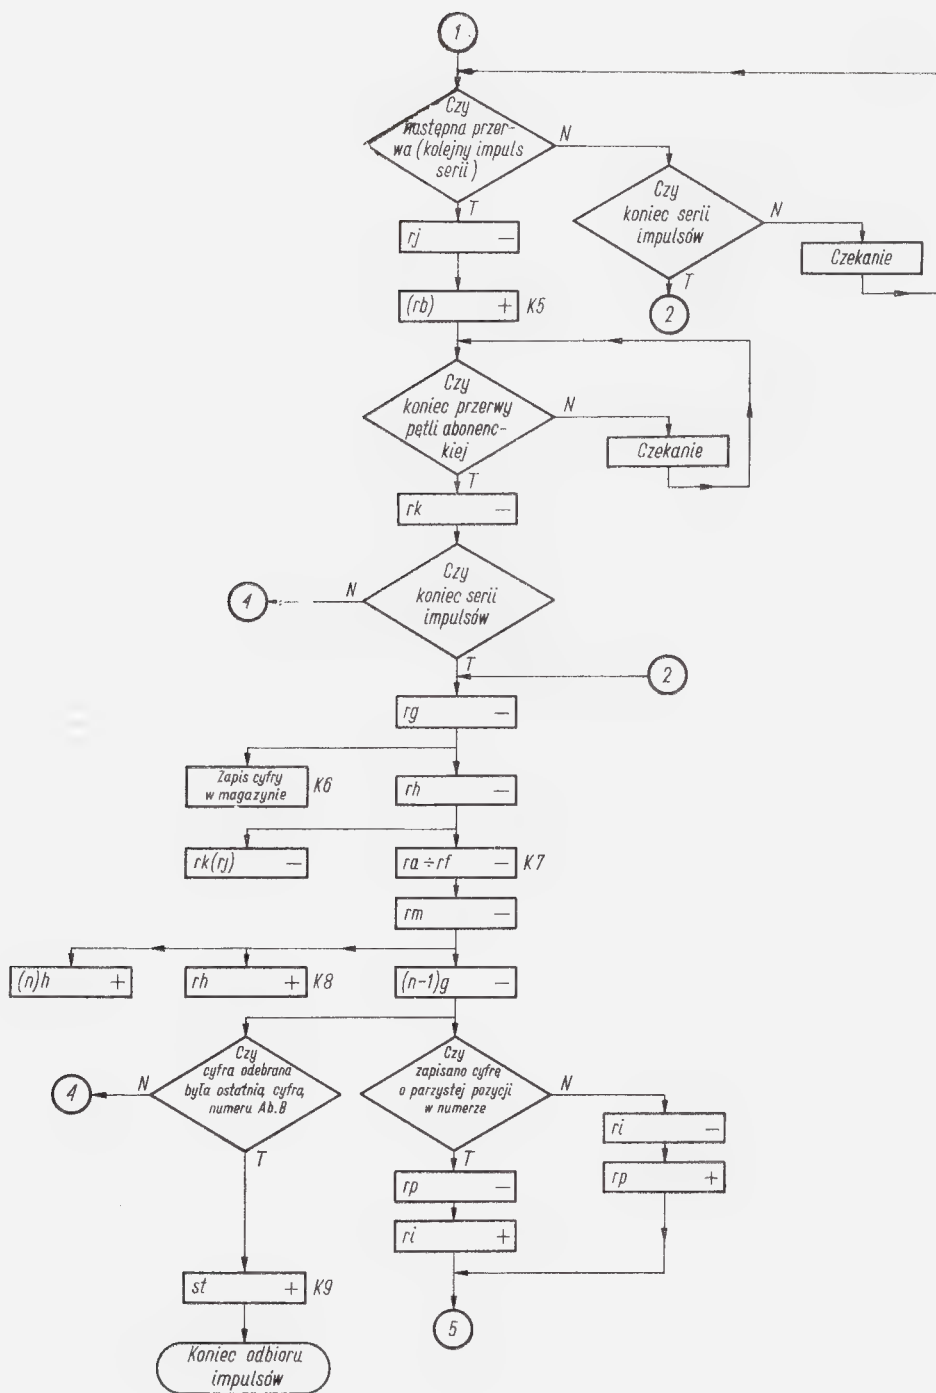 1
Czy
następna przer-
wa (kolejny impuls
serii)
N
T
Czy
koniec serii
impulsów
N
T
Czekanie
2
rj −
(rb) + K5
Czy
koniec przerwy
pętli abonenc-
kiej
N
T
Czekanie
rk −
Czy
koniec serii
impulsów
N
4
T
2
rg −
Zapis cyfry
w magazynie
K6
rh −
rk(rj) −
ra ÷ rf − K7
rm −
(n)h +
rh + K8
(n-1)g −
Czy
cyfra odebrana
była ostatnią cyfrą
numeru Ab.B
N
4
T
Czy
zapisano cyfrę
o parzystej pozycji
w numerze
N
T
ri −
rp +
rp −
ri +
st + K9
5
Koniec odbioru
impulsów